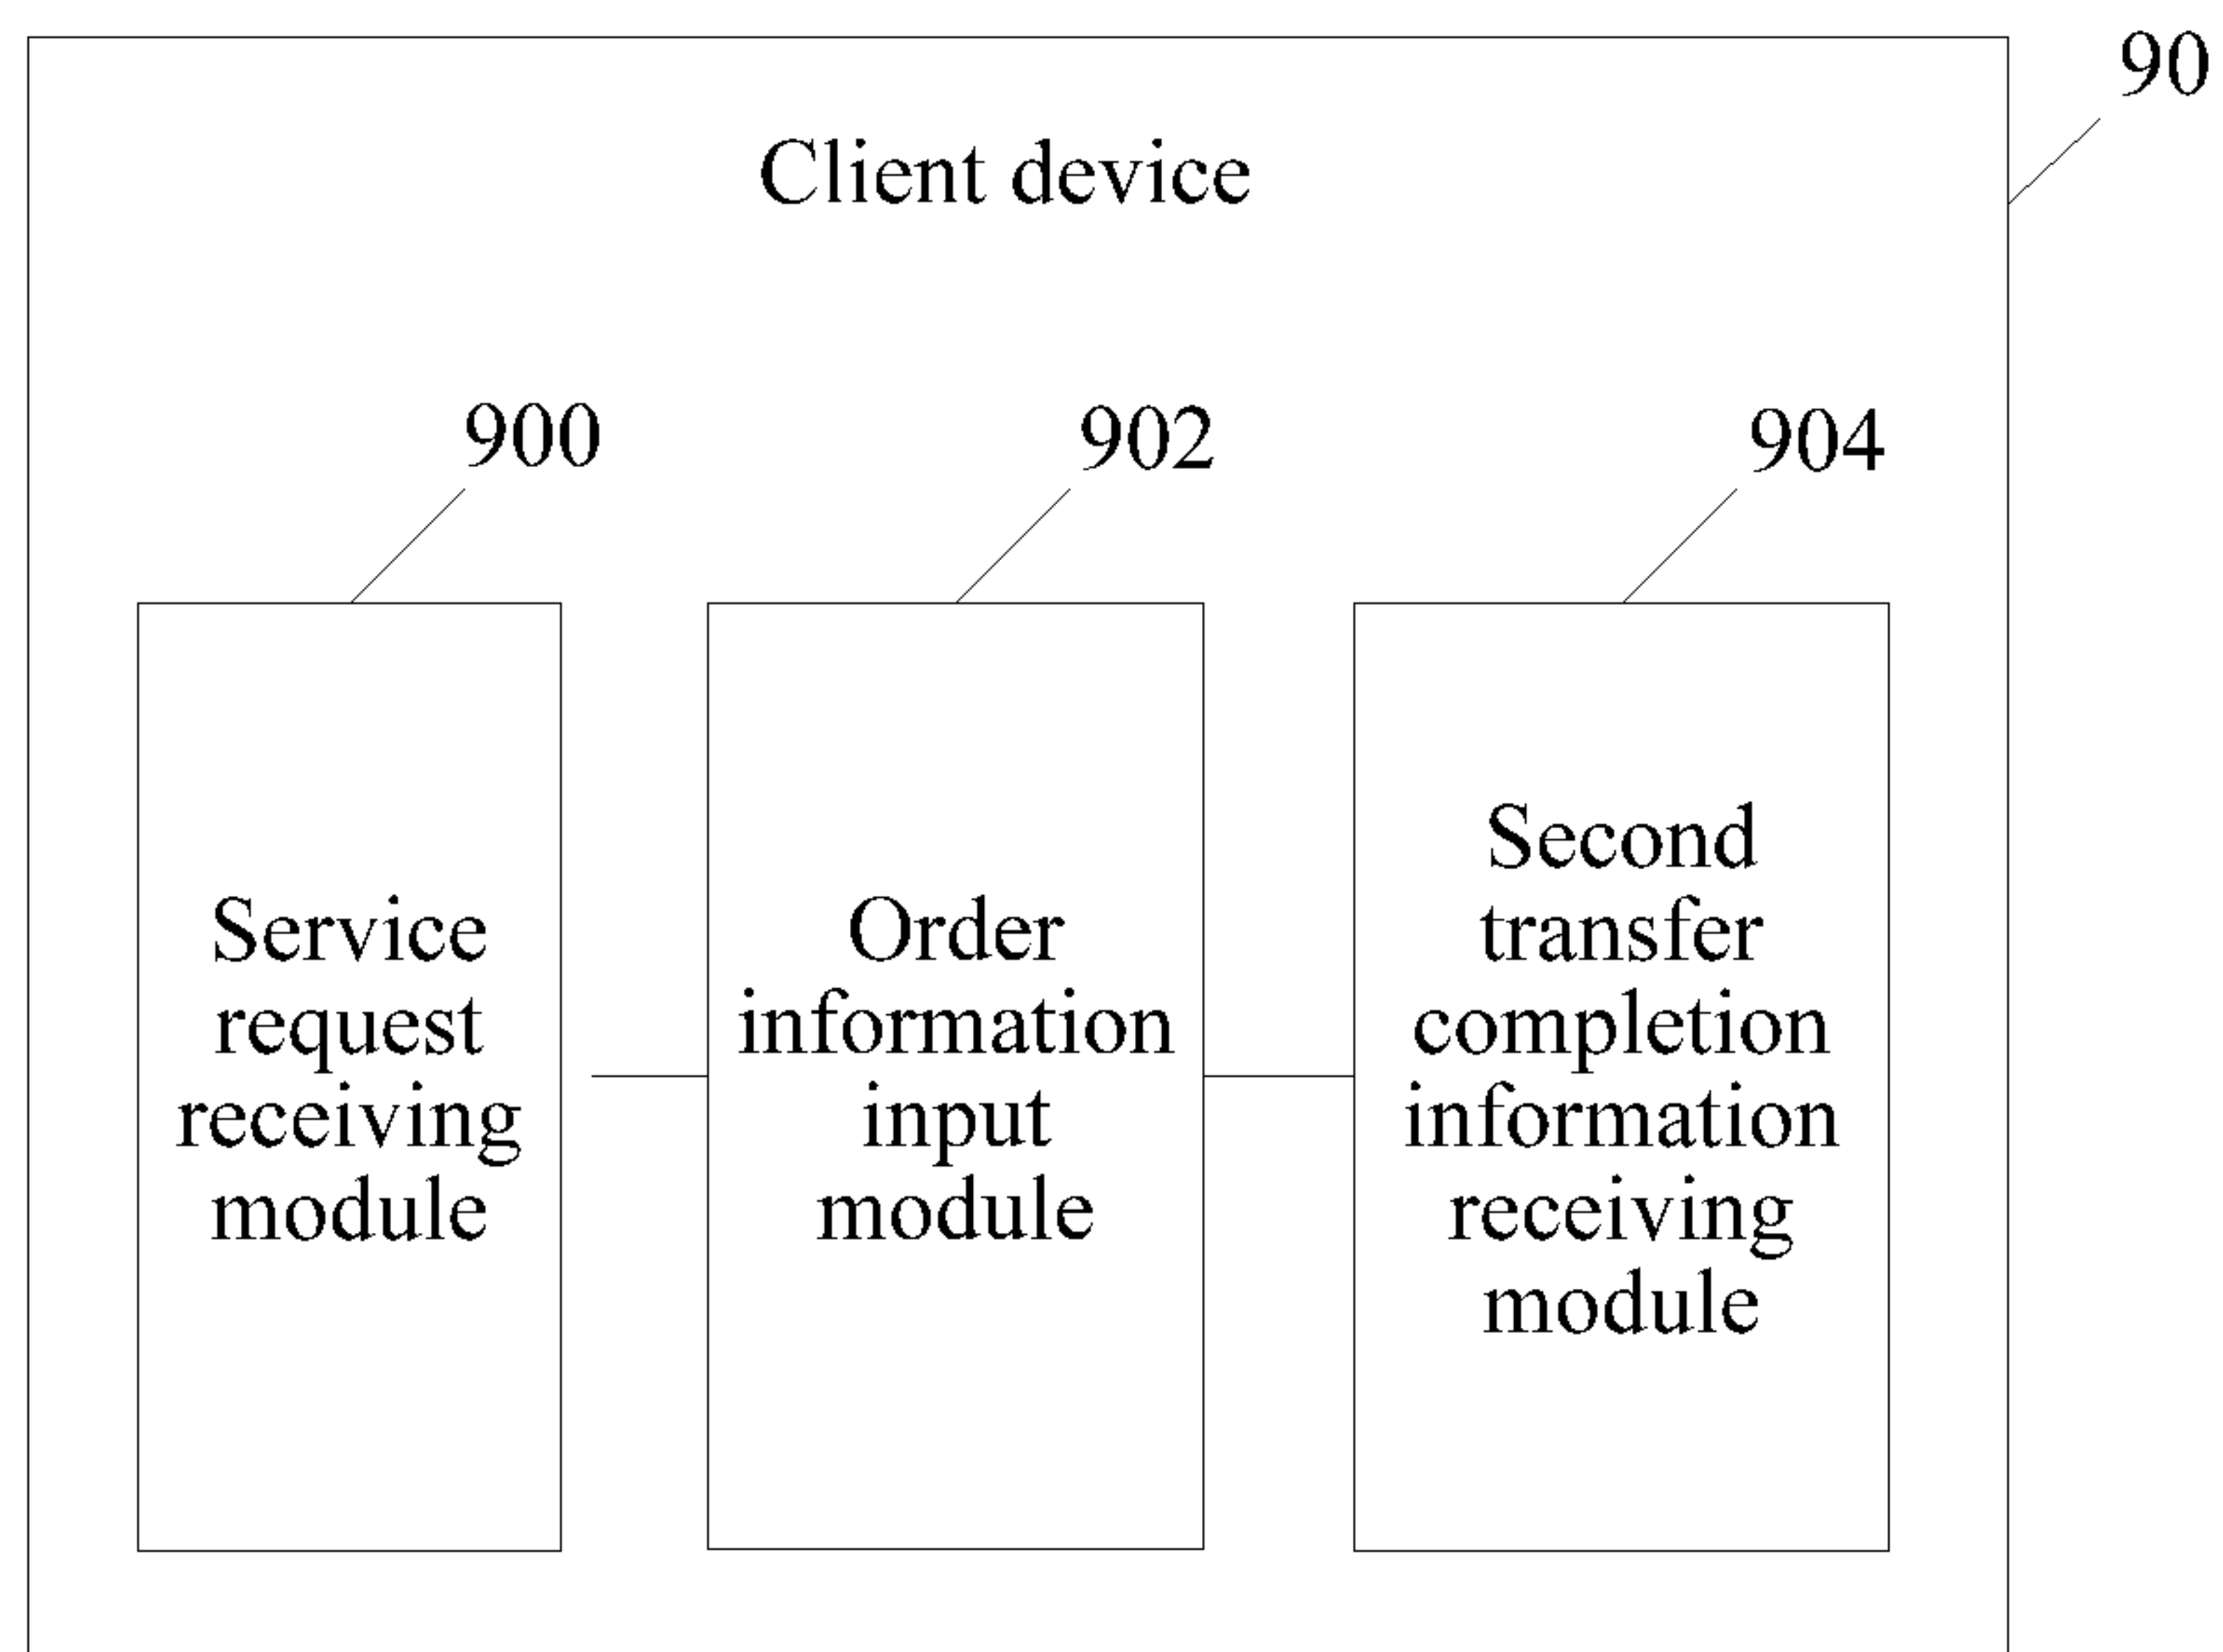 90
Client device
900
902
904
Service
request
receiving
module
Order
information
input
module
Second
transfer
completion
information
receiving
module